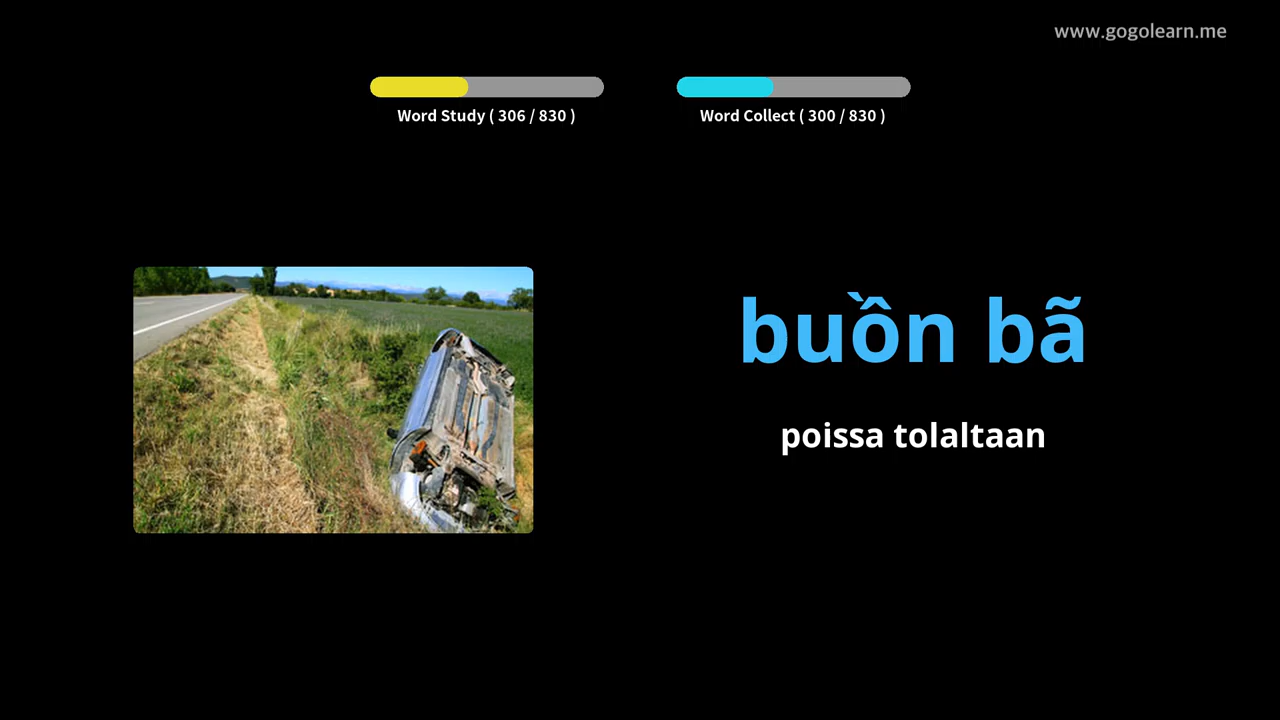 www.gogolearn.me
Word Study ( 306 / 830 )
Word Collect ( 300 / 830 )
buồn bã
poissa tolaltaan